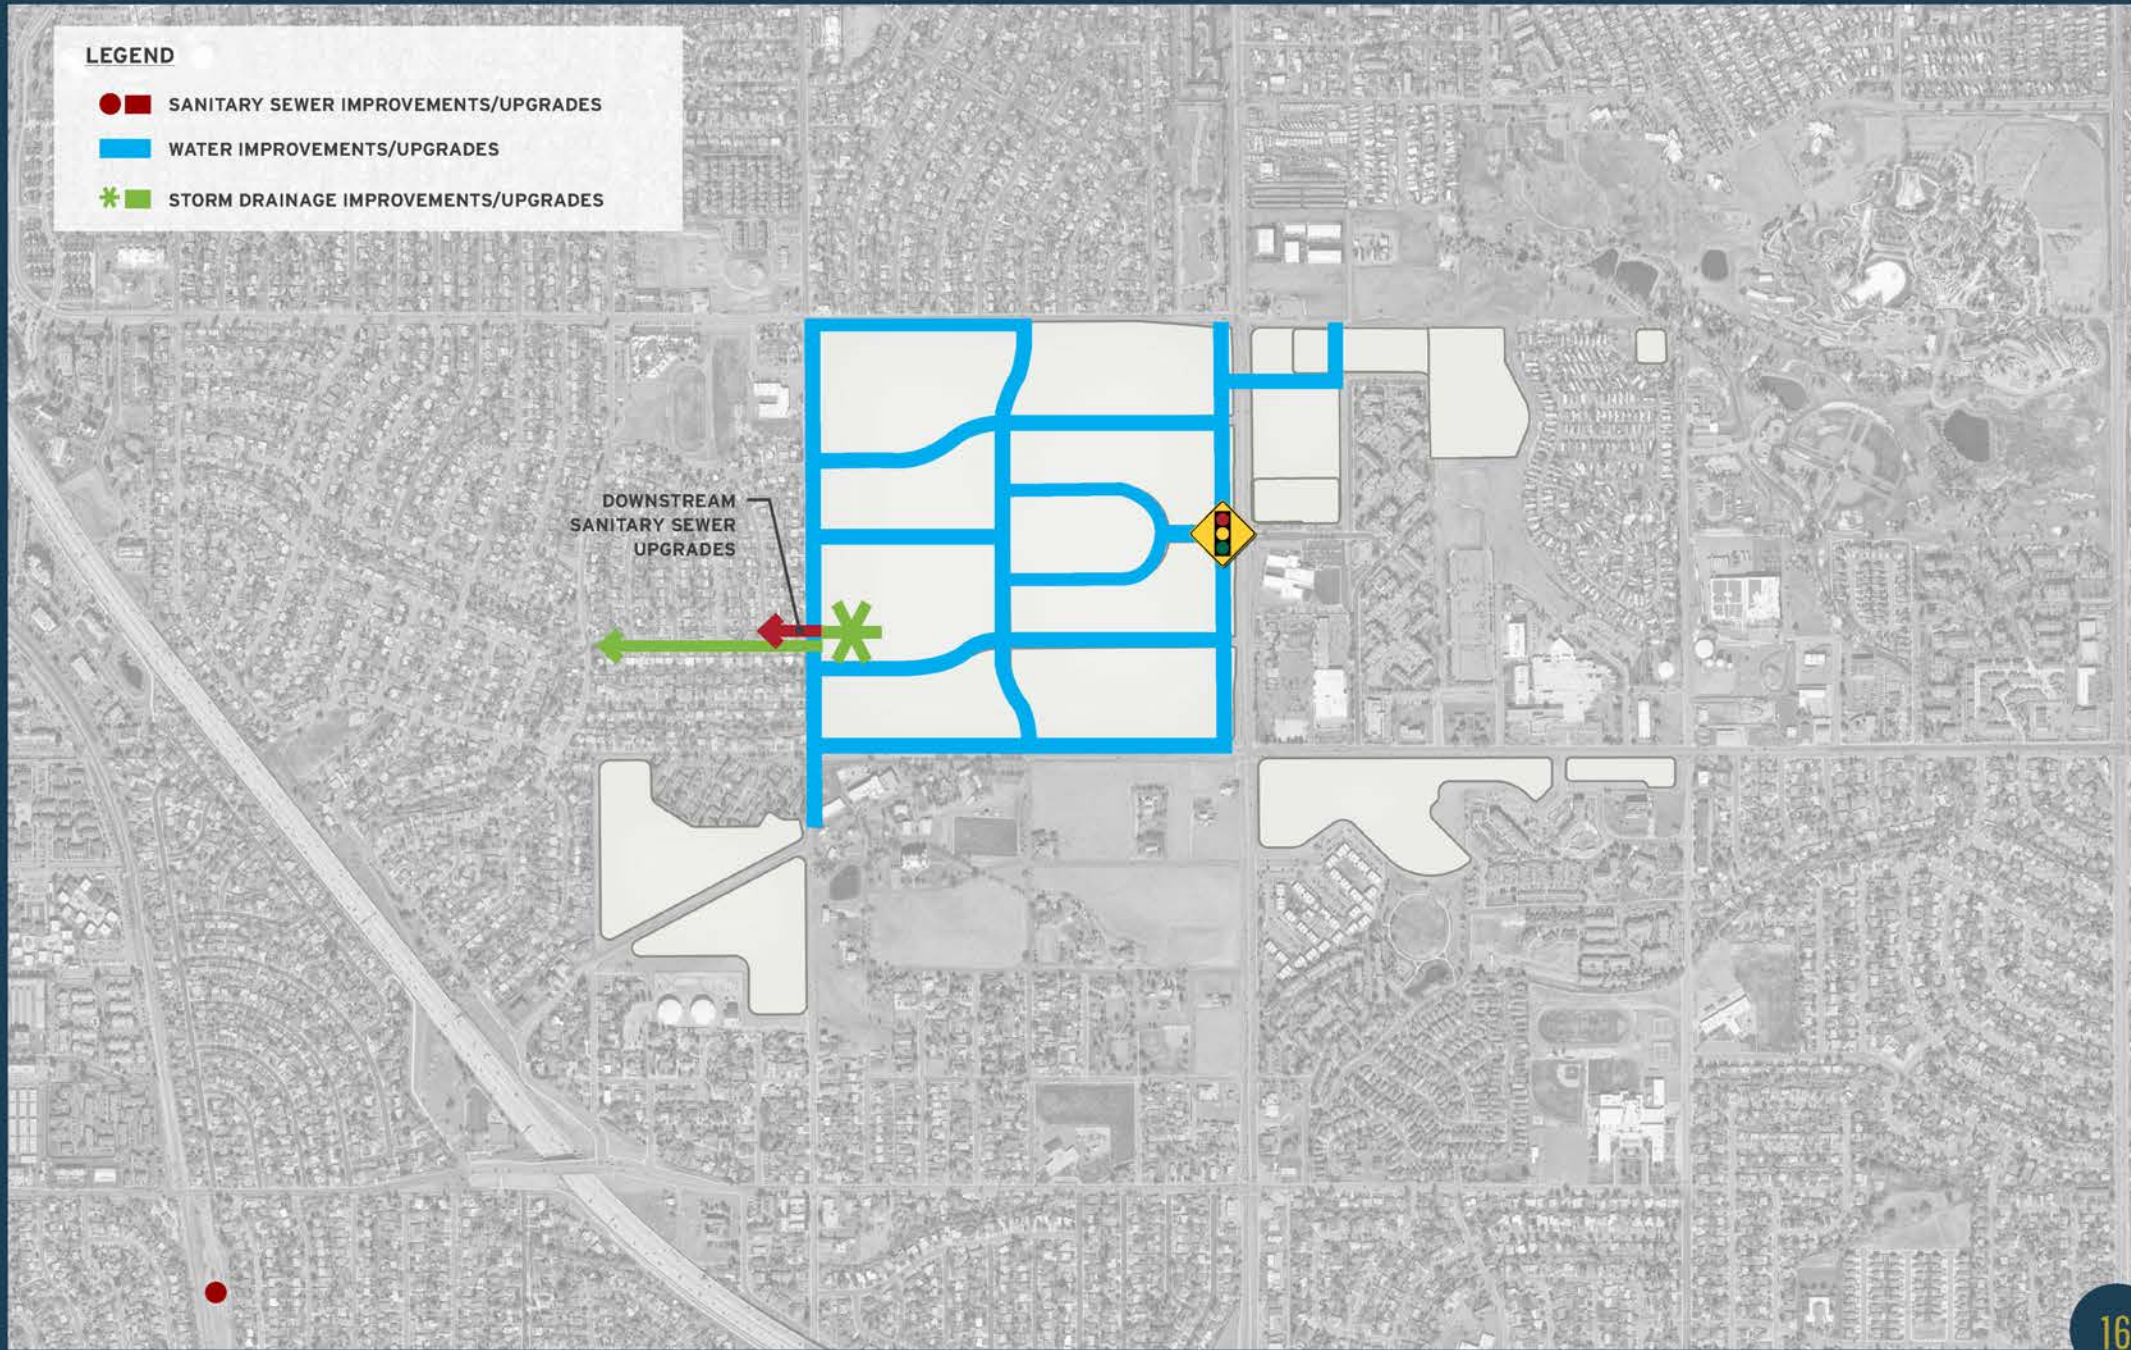 LEGEND
SANITARY SEWER IMPROVEMENTS/UPGRADES
WATER IMPROVEMENTS/UPGRADES
STORM DRAINAGE IMPROVEMENTS/UPGRADES
DOWNSTREAM
SANITARY SEWER
UPGRADES
16